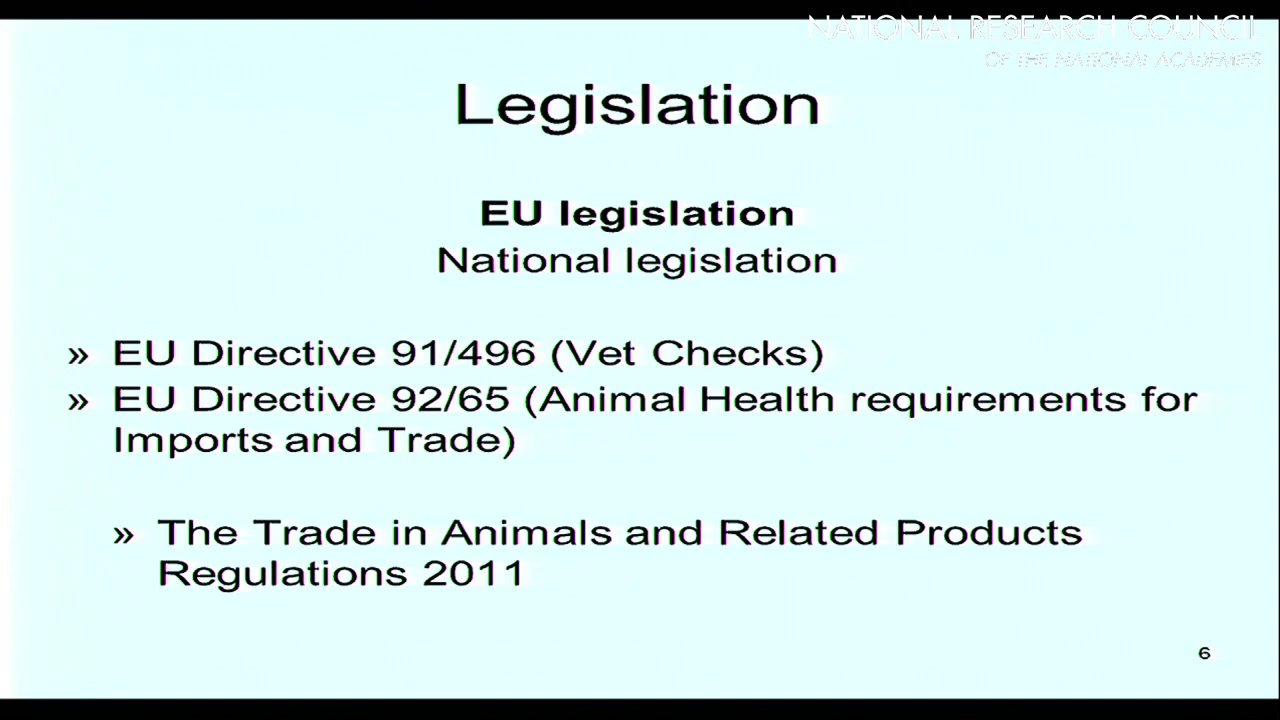 NATIONAL RESEARCH COUNCIL
OF THE NATIONAL ACADEMIES
Legislation
EU legislation
National legislation
» EU Directive 91/496 (Vet Checks)
» EU Directive 92/65 (Animal Health requirements for
Imports and Trade)
» The Trade in Animals and Related Products
Regulations 2011
6